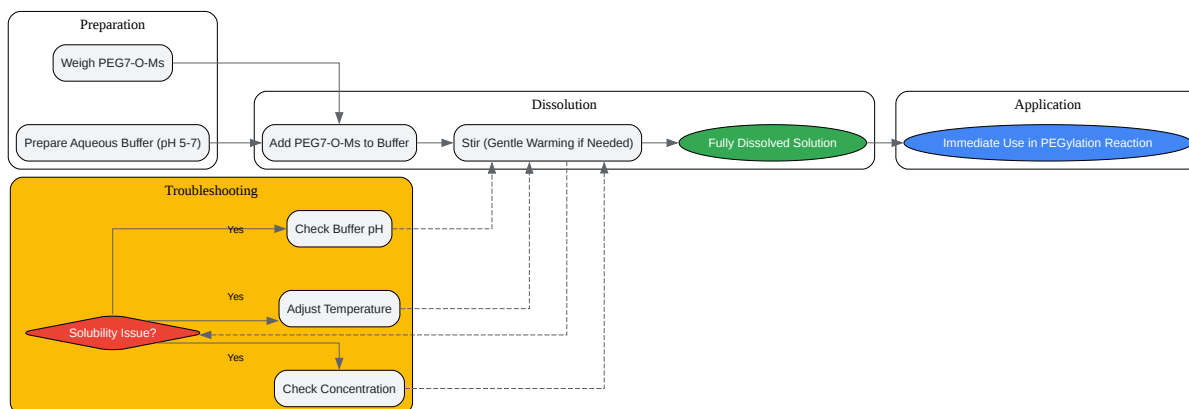 Preparation
Weigh PEG7-O-Ms
Prepare Aqueous Buffer (pH 5-7)
Dissolution
Add PEG7-O-Ms to Buffer
Stir (Gentle Warming if Needed)
Fully Dissolved Solution
Application
Immediate Use in PEGylation Reaction
Troubleshooting
Yes
Check Buffer pH
Yes
Adjust Temperature
Solubility Issue?
Yes
Check Concentration